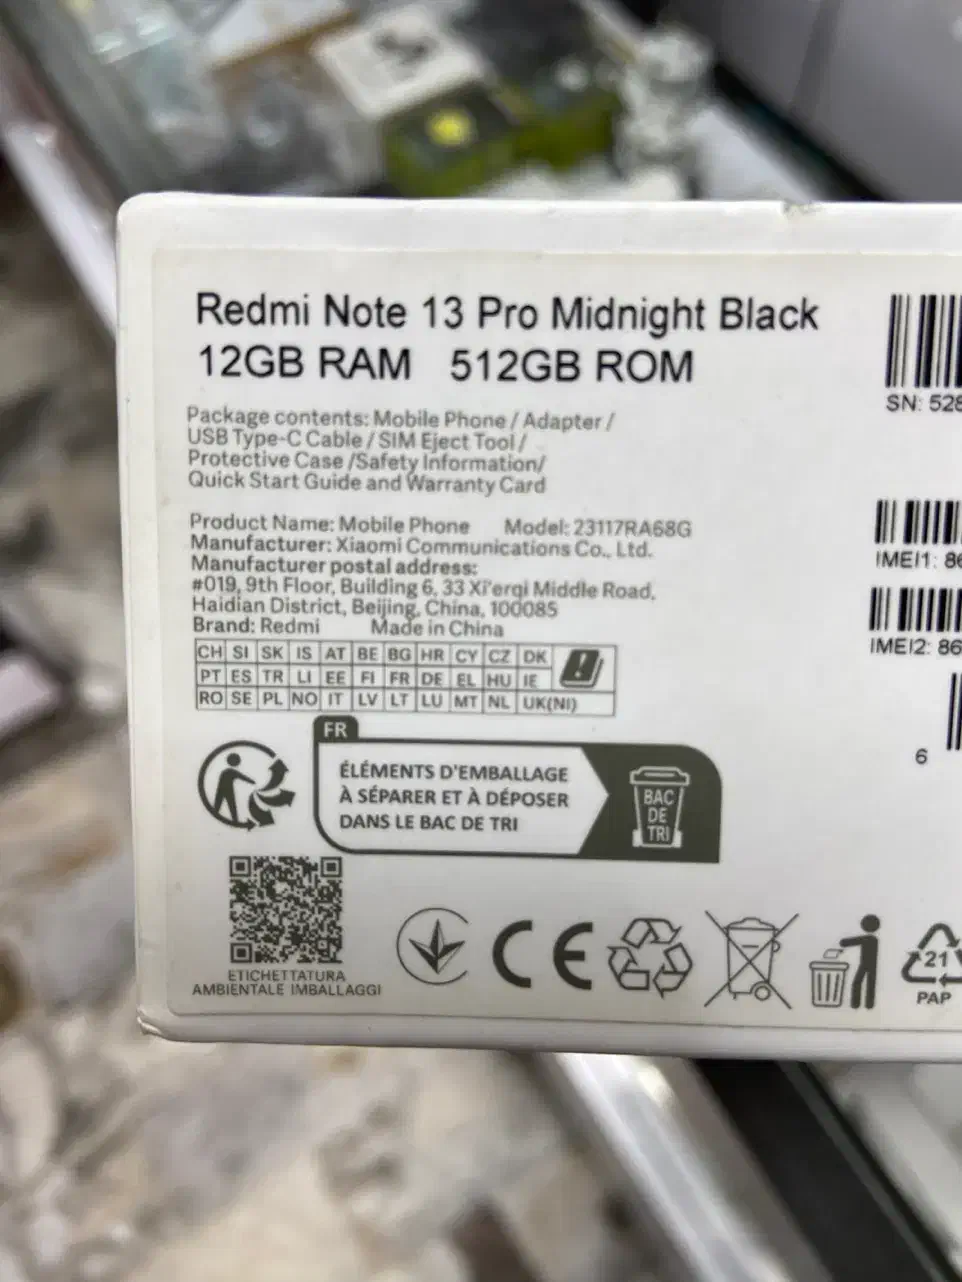 Redmi Note 13 Pro Midnight Black
12GB RAM 512GB ROM
Package contents: Mobile Phone / Adapter /
USB Type-C Cable / SIM Eject Tool /
Protective Case /Safety Information/
Quick Start Guide and Warranty Card
Product Name: Mobile Phone Model: 23117RA68G
Manufacturer: Xiaomi Communications Co., Ltd.
Manufacturer postal address:
#019, 9th Floor, Building 6, 33 Xi'erqi Middle Road,
Haidian District, Beijing, China, 100085
Brand: Redmi Made in China
CH SI SK IS AT BE BG HR CY CZ DK
PT ES TR LI EE FI FR DE EL HU IE
RO SE PL NO IT LV LT LU MT NL UK(NI)
FR
ÉLÉMENTS D'EMBALLAGE
À SÉPARER ET À DÉPOSER
DANS LE BAC DE TRI
BAC
DE
TRI
ETICHETTATURA
AMBIENTALE IMBALLAGGI
CE
21
PAP
SN: 528
IMEI1: 86
IMEI2: 86
6